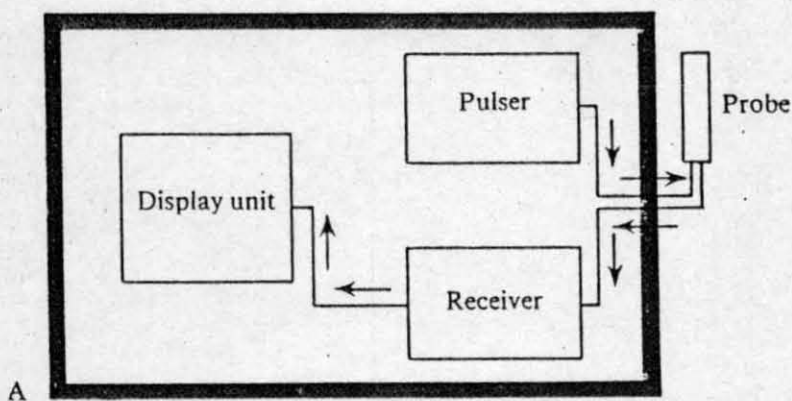 Pulser
Probe
Display unit
Receiver
A